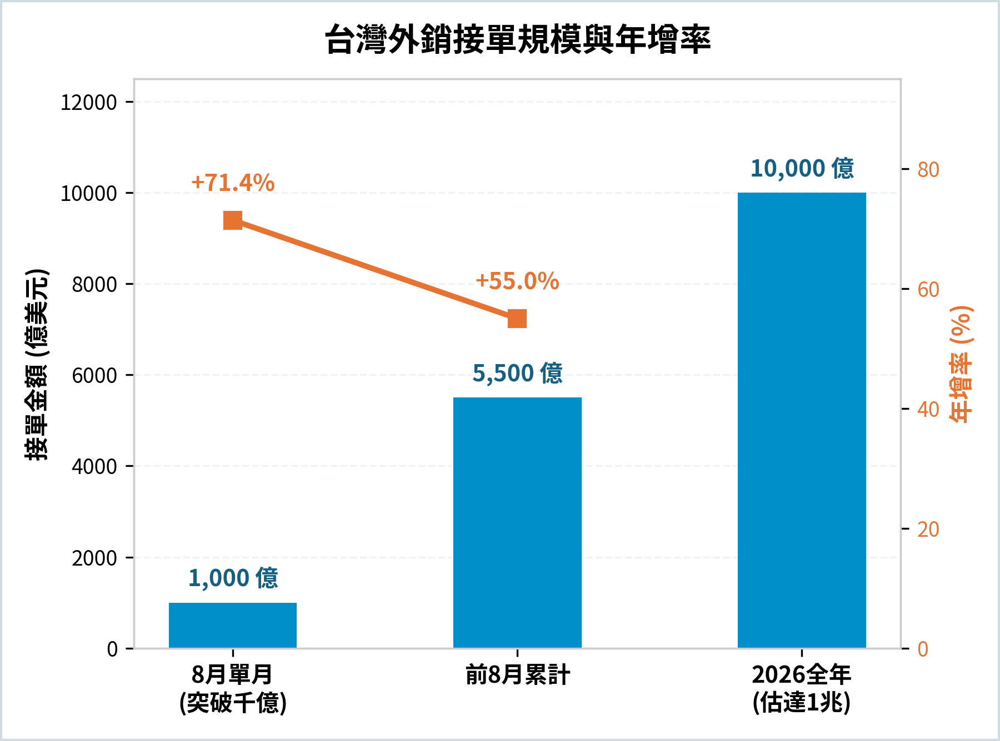 台灣外銷接單規模與年增率
接單金額 (億美元)
12000
10000
8000
6000
4000
2000
0
+71.4%
+55.0%
1,000 億
5,500 億
10,000 億
80
60
40
20
0
年增率 (%)
8月單月
(突破千億)
前8月累計
2026全年
(估達1兆)